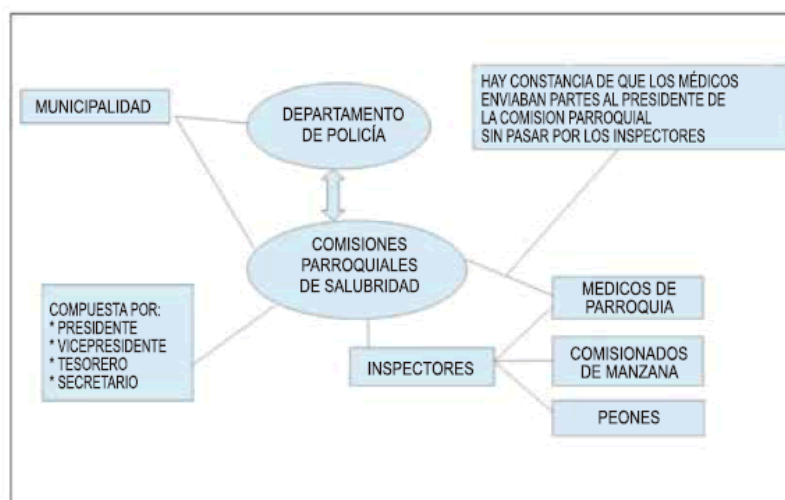 MUNICIPALIDAD
DEPARTAMENTO
DE POLICÍA
HAY CONSTANCIA DE QUE LOS MÉDICOS
ENVIABAN PARTES AL PRESIDENTE DE
LA COMISION PARROQUIAL
SIN PASAR POR LOS INSPECTORES
COMISIONES
PARROQUIALES
DE SALUBRIDAD
COMPUESTA POR:
* PRESIDENTE
* VICEPRESIDENTE
* TESORERO
* SECRETARIO
INSPECTORES
MEDICOS DE
PARROQUIA
COMISIONADOS
DE MANZANA
PEONES